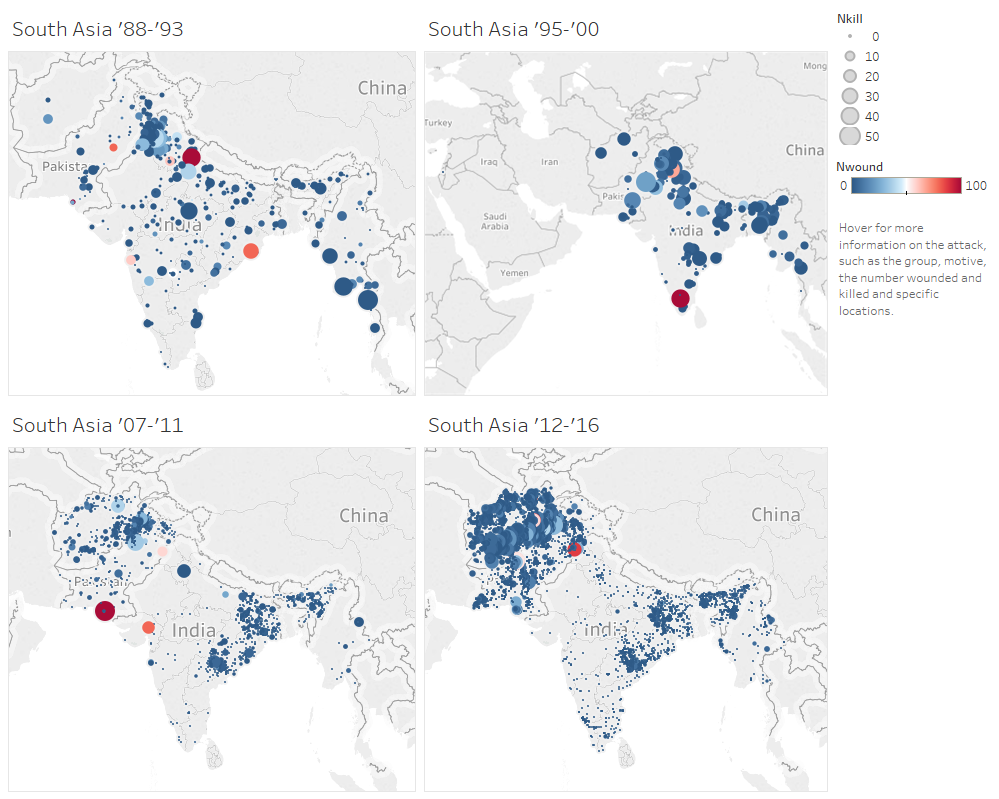 South Asia '88-'93
South Asia '95-'00
Nkill
0
10
20
30
40
50
Nwound
0
100
Hover for more
information on the attack,
such as the group, motive,
the number wounded and
killed and specific
locations.
China
Pakista
India
Mong
Turkey
Iraq
Iran
China
Pakis
Saudi
Arabia
India
Yemen
South Asia '07-'11
South Asia '12-'16
China
India
China
India